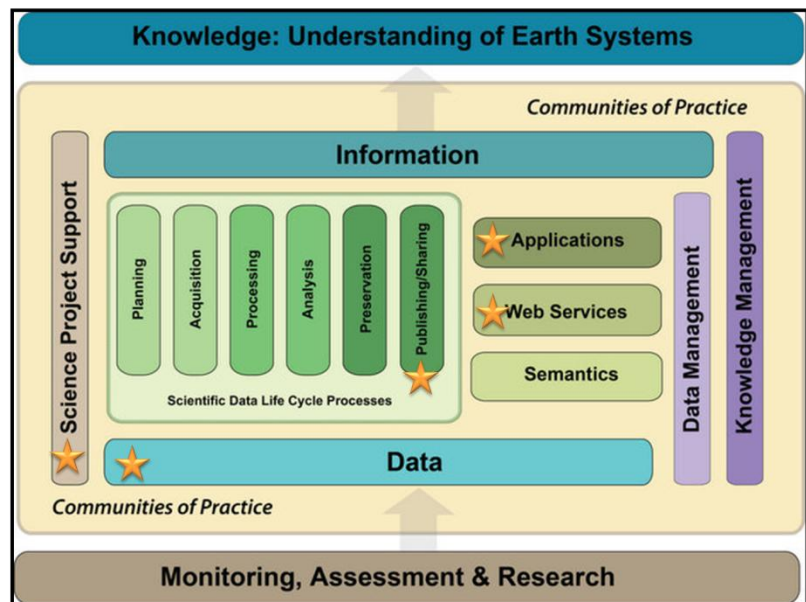 Knowledge: Understanding of Earth Systems
Communities of Practice
Information
Science Project Support
Planning
Acquisition
Processing
Analysis
Preservation
Publishing/Sharing
Scientific Data Life Cycle Processes
Applications
Web Services
Semantics
Data Management
Knowledge Management
Data
Communities of Practice
Monitoring, Assessment & Research